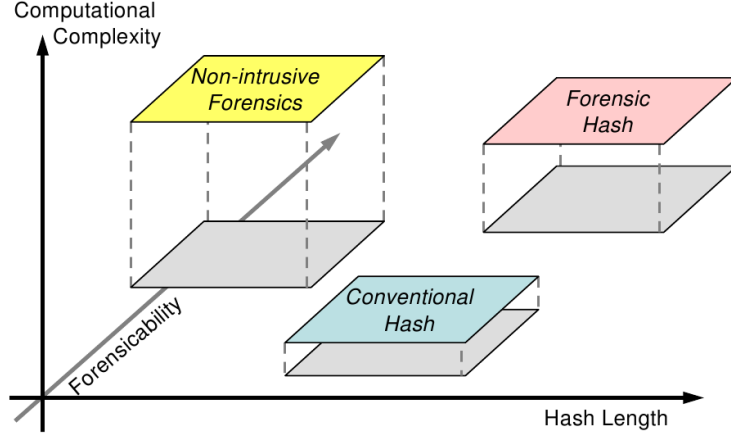 Computational
Complexity
Non-intrusive
Forensics
Forensic
Hash
Conventional
Hash
Forensicability
Hash Length